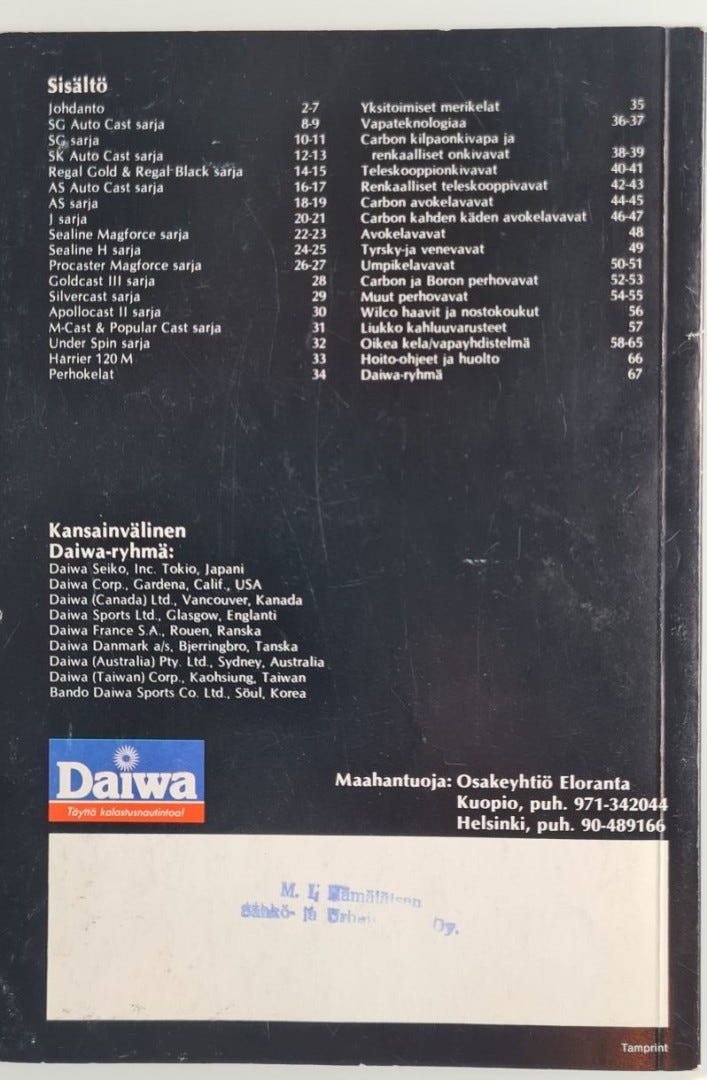 Sisältö
Johdanto 2-7
SG Auto Cast sarja 8-9
SG sarja 10-11
SK Auto Cast sarja 12-13
Regal Gold & Regal Black sarja 14-15
AS Auto Cast sarja 16-17
AS sarja 18-19
J sarja 20-21
Sealine Magforce sarja 22-23
Sealine H sarja 24-25
Procaster Magforce sarja 26-27
Goldcast III sarja 28
Silvercast sarja 29
Apollocast II sarja 30
M-Cast & Popular Cast sarja 31
Under Spin sarja 32
Harrier 120 M 33
Perhokelat 34
Yksitoimiset merikelat 35
Vapateknologiaa 36-37
Carbon kilpaonkivapa ja
renkaalliset onkivavat 38-39
Teleskooppionkivavat 40-41
Renkaalliset teleskooppivavat 42-43
Carbon avokelavavat 44-45
Carbon kahden käden avokelavavat 46-47
Avokelavavat 48
Tyrsky-ja venevavat 49
Umpikelavavat 50-51
Carbon ja Boron perhovavat 52-53
Muut perhovavat 54-55
Wilco haavit ja nostokoukut 56
Liukko kahluuvarusteet 57
Oikea kela/vapayhdistelmä 58-65
Hoito-ohjeet ja huolto 66
Daiwa-ryhmä 67
Kansainvälinen
Daiwa-ryhmä:
Daiwa Seiko, Inc. Tokio, Japani
Daiwa Corp., Gardena, Calif., USA
Daiwa (Canada) Ltd., Vancouver, Kanada
Daiwa Sports Ltd., Glasgow, Englanti
Daiwa France S.A., Rouen, Ranska
Daiwa Danmark a/s, Bjerringbro, Tanska
Daiwa (Australia) Pty. Ltd., Sydney, Australia
Daiwa (Taiwan) Corp., Kaohsiung, Taiwan
Bando Daiwa Sports Co. Ltd., Söul, Korea
Daiwa
Täyttä kalastusnautintoa!
Maahantuoja: Osakeyhtiö Eloranta
Kuopio, puh. 971-342044
Helsinki, puh. 90-489166
M. Hämäläisen
Sähkö- ja Oy.
Tamprint